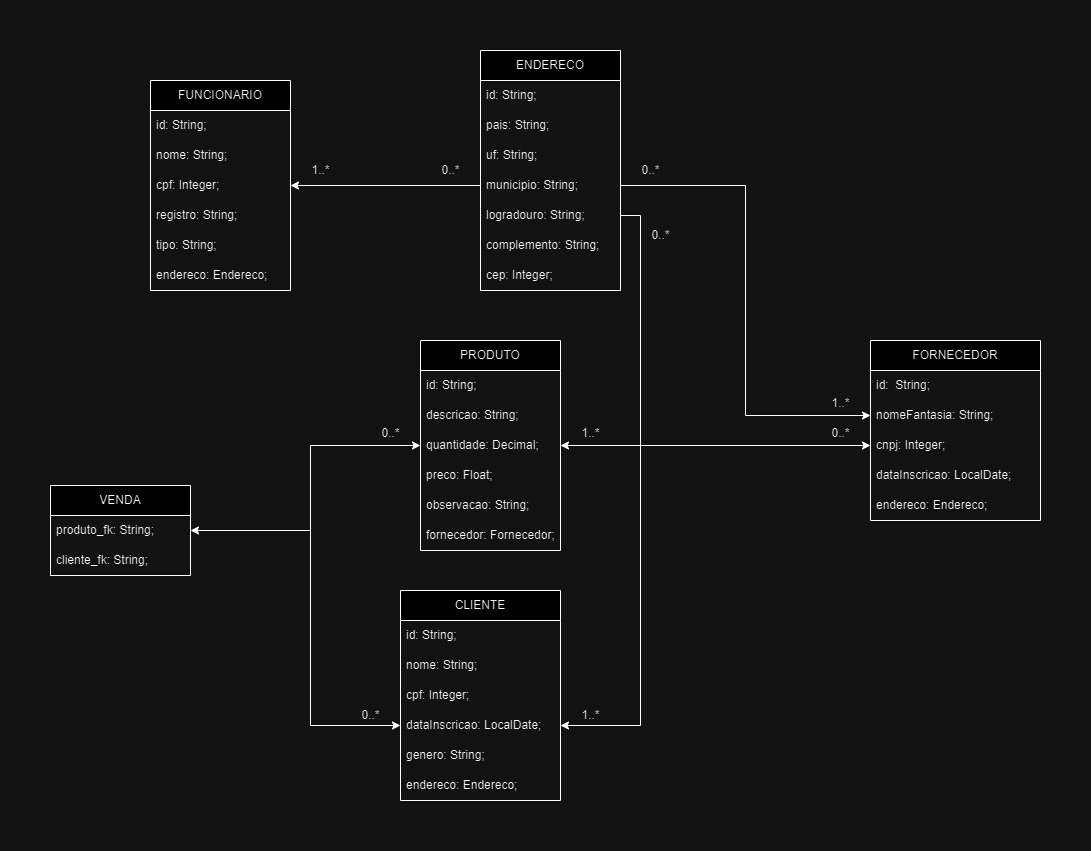 ENDERECO
id: String;
pais: String;
uf: String;
municipio: String;
logradouro: String;
complemento: String;
cep: Integer;
FUNCIONARIO
id: String;
nome: String;
cpf: Integer;
registro: String;
tipo: String;
endereco: Endereco;
1..*
0..*
0..*
0..*
PRODUTO
id: String;
descricao: String;
quantidade: Decimal;
preco: Float;
observacao: String;
fornecedor: Fornecedor;
FORNECEDOR
id:  String;
nomeFantasia: String;
cnpj: Integer;
dataInscricao: LocalDate;
endereco: Endereco;
1..*
0..*
1..*
0..*
VENDA
produto_fk: String;
cliente_fk: String;
CLIENTE
id: String;
nome: String;
cpf: Integer;
dataInscricao: LocalDate;
genero: String;
endereco: Endereco;
0..*
1..*